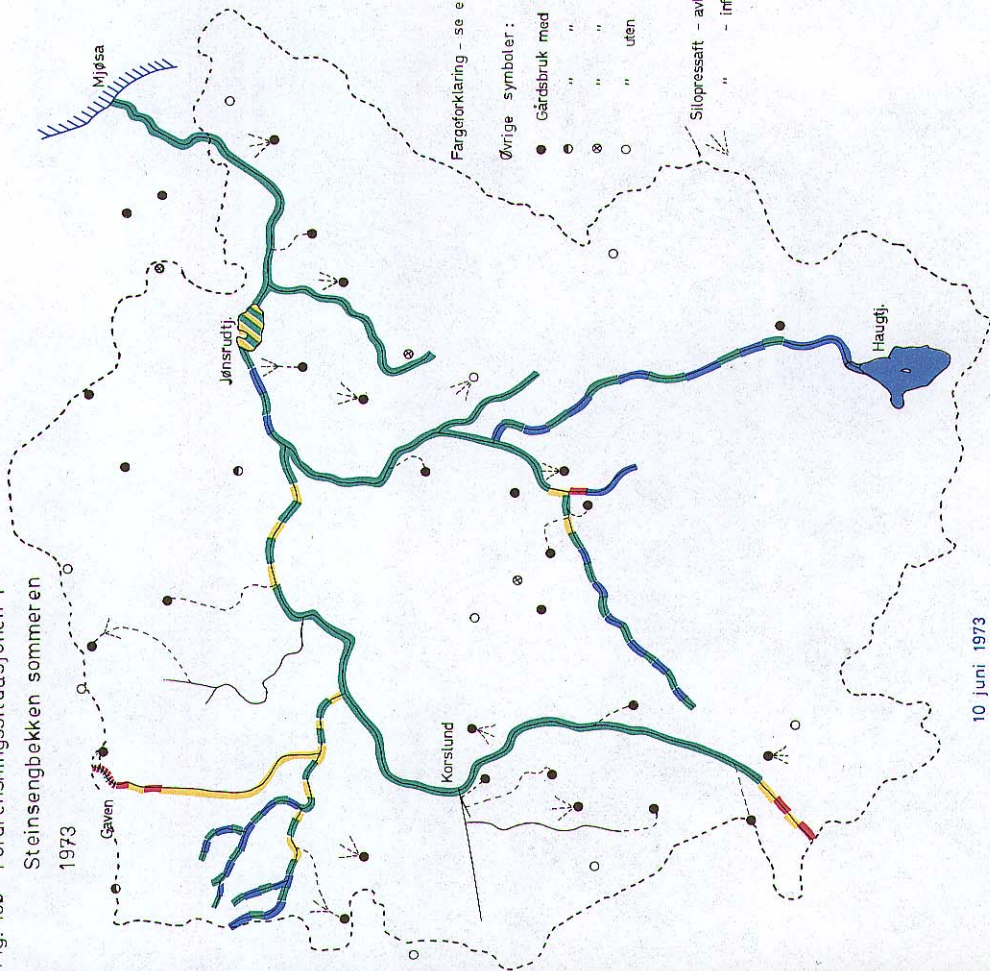 Steinsengbekken sommeren
1973
Mjøsa
Jønsrudtj.
Gaven
Korslund
Haugtj.
Fargeforklaring - se e
Øvrige symboler :
Gårdsbruk med
" "
" "
" uten
Silopressaft - avl
" - inf
10 juni 1973